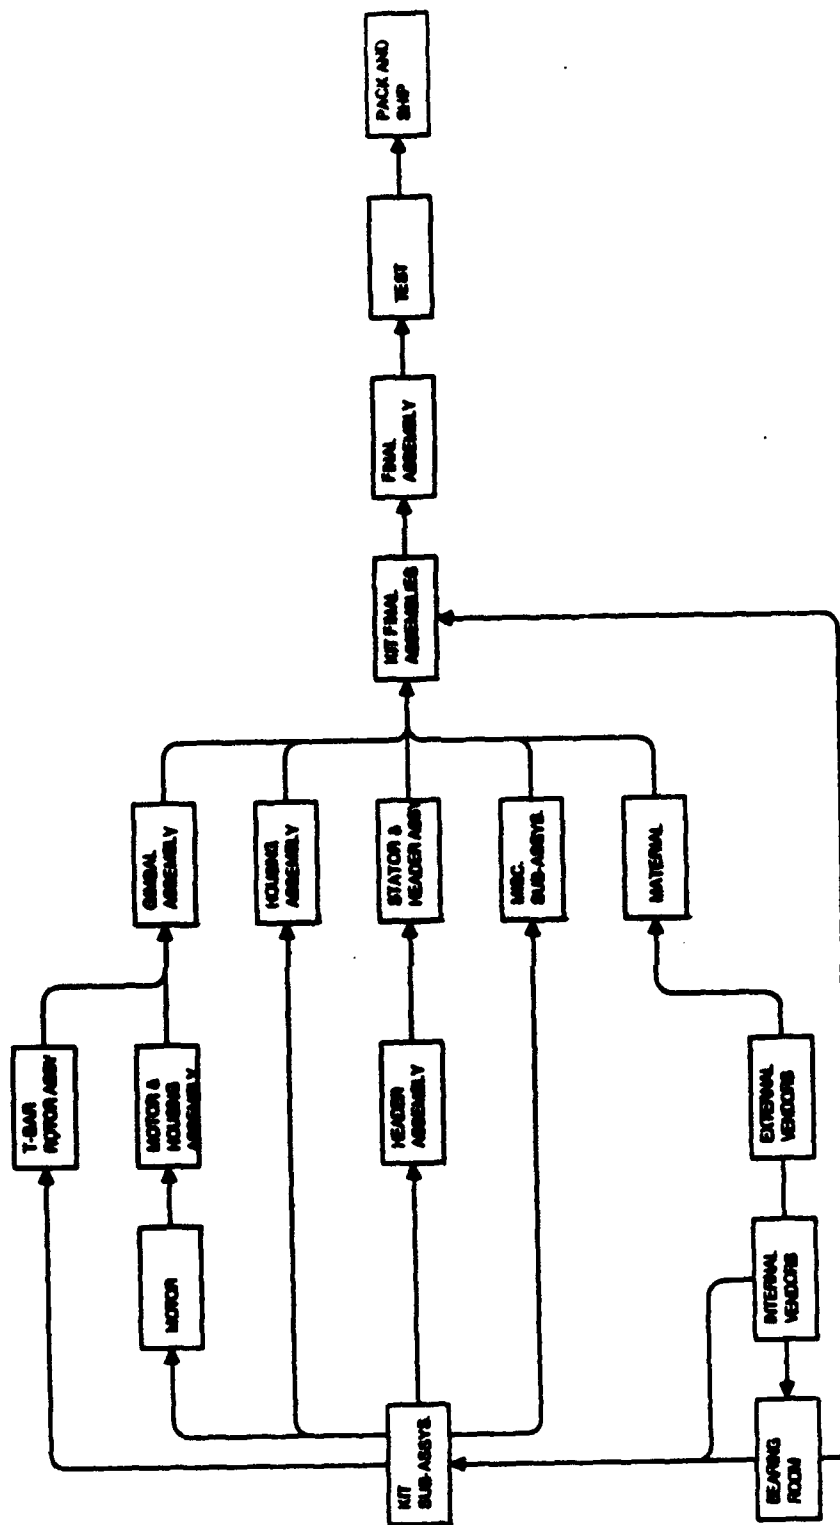 T-BAR
ROTOR ASSY
MOTOR
MOTOR &
HOUSING
ASSEMBLY
GIMBAL
ASSEMBLY
HOUSING
ASSEMBLY
KIT
SUB-ASSYS.
HEADER
ASSEMBLY
STATOR &
HEADER ASSY
KIT FINAL
ASSEMBLIES
FINAL
ASSEMBLY
TEST
PACK AND
SHIP
MISC.
SUB-ASSYS.
MATERIAL
BEARING
ROOM
INTERNAL
VENDORS
EXTERNAL
VENDORS